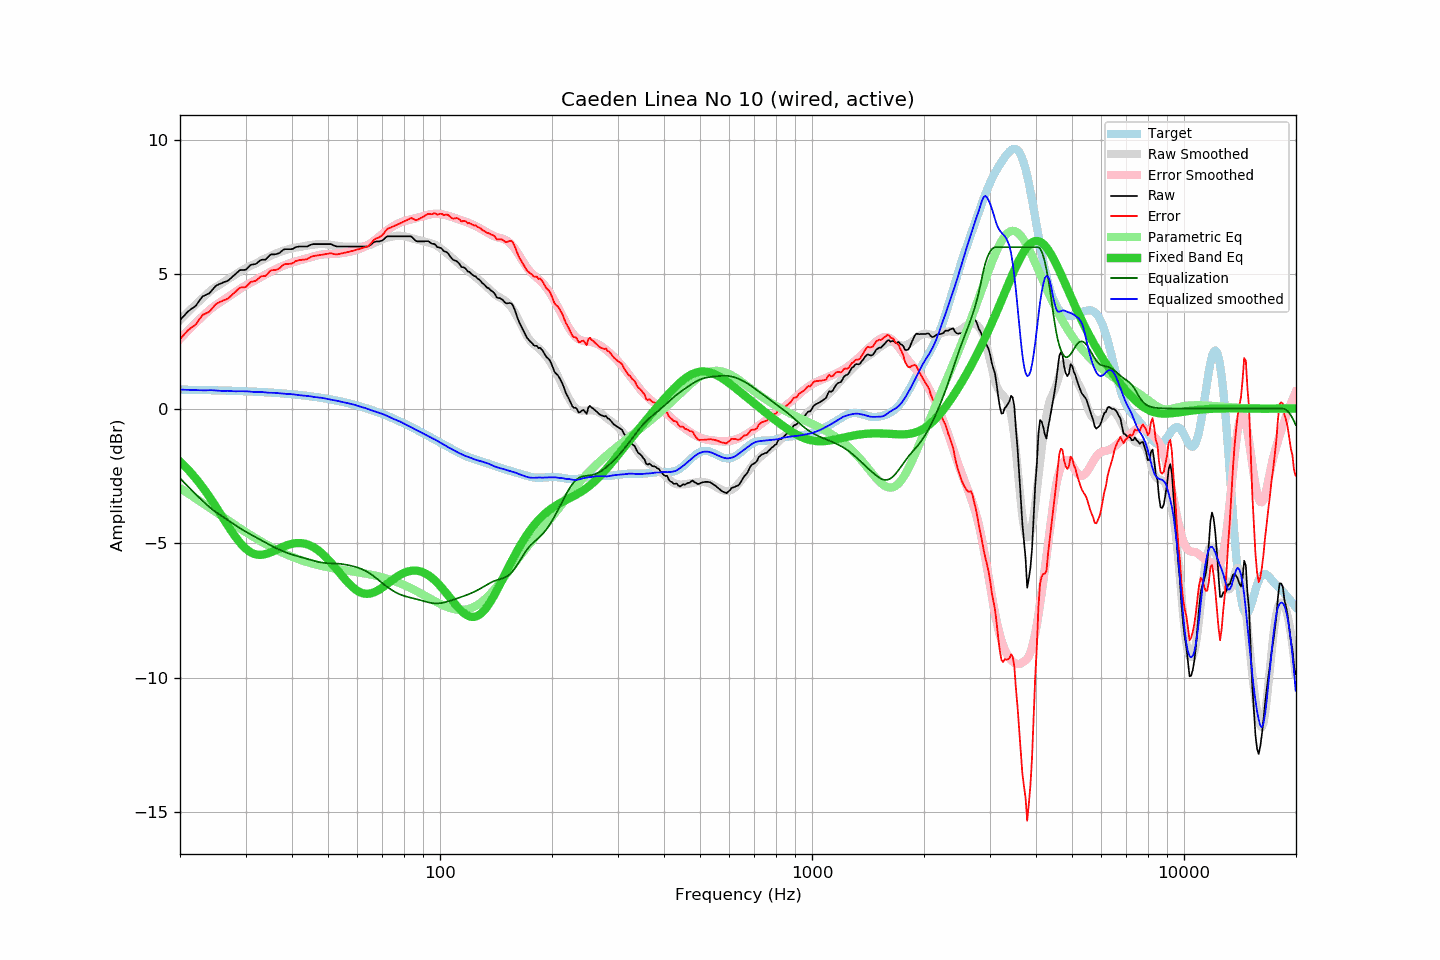 Caeden Linea No 10 (wired, active)
Target
Raw Smoothed
Error Smoothed
Raw
Error
Parametric Eq
Fixed Band Eq
Equalization
Equalized smoothed
10
5
0
−5
−10
−15
Amplitude (dBr)
100
1000
10000
Frequency (Hz)